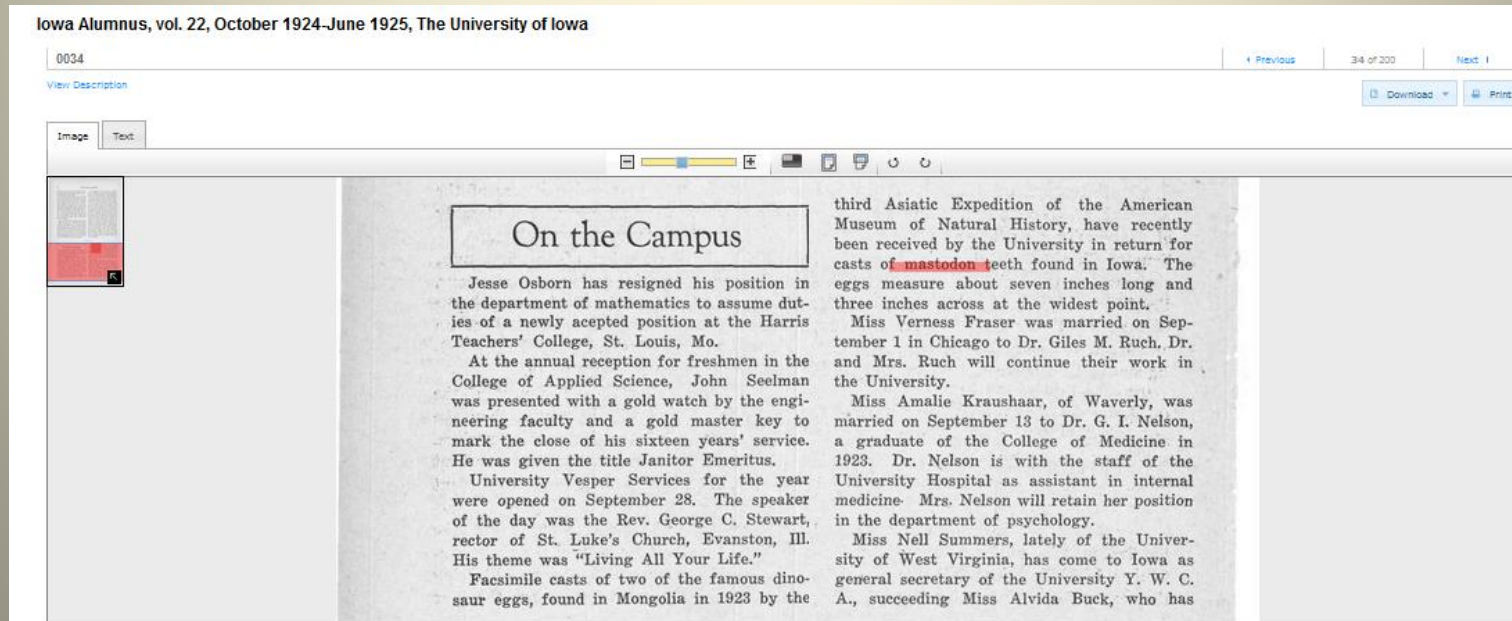 Iowa Alumnus, vol. 22, October 1924-June 1925, The University of Iowa
0034
Previous
34 of 200
Next
View Description
Download
Print
Image
Text
On the Campus
Jesse Osborn has resigned his position in
the department of mathematics to assume dut-
ies of a newly acepted position at the Harris
Teachers' College, St. Louis, Mo.
At the annual reception for freshmen in the
College of Applied Science, John Seelman
was presented with a gold watch by the engi-
neering faculty and a gold master key to
mark the close of his sixteen years' service.
He was given the title Janitor Emeritus.
University Vesper Services for the year
were opened on September 28. The speaker
of the day was the Rev. George C. Stewart,
rector of St. Luke's Church, Evanston, Ill.
His theme was "Living All Your Life."
Facsimile casts of two of the famous dino-
saur eggs, found in Mongolia in 1923 by the
third Asiatic Expedition of the American
Museum of Natural History, have recently
been received by the University in return for
casts of mastodon teeth found in Iowa. The
eggs measure about seven inches long and
three inches across at the widest point.
Miss Verness Fraser was married on Sep-
tember 1 in Chicago to Dr. Giles M. Ruch. Dr.
and Mrs. Ruch will continue their work in
the University.
Miss Amalie Kraushaar, of Waverly, was
married on September 13 to Dr. G. I. Nelson,
a graduate of the College of Medicine in
1923. Dr. Nelson is with the staff of the
University Hospital as assistant in internal
medicine. Mrs. Nelson will retain her position
in the department of psychology.
Miss Nell Summers, lately of the Univer-
sity of West Virginia, has come to Iowa as
general secretary of the University Y. W. C.
A., succeeding Miss Alvida Buck, who has